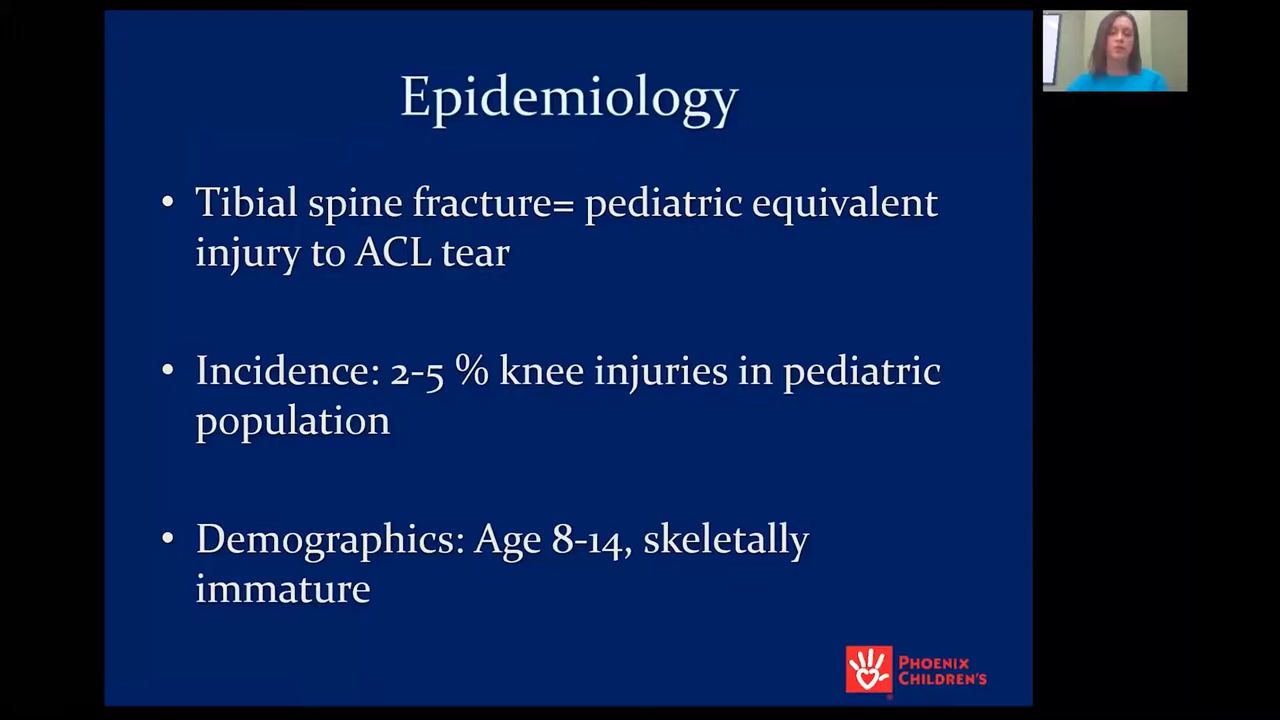 Epidemiology
• Tibial spine fracture= pediatric equivalent
injury to ACL tear
• Incidence: 2-5 % knee injuries in pediatric
population
• Demographics: Age 8-14, skeletally
immature
PHOENIX
CHILDREN'S